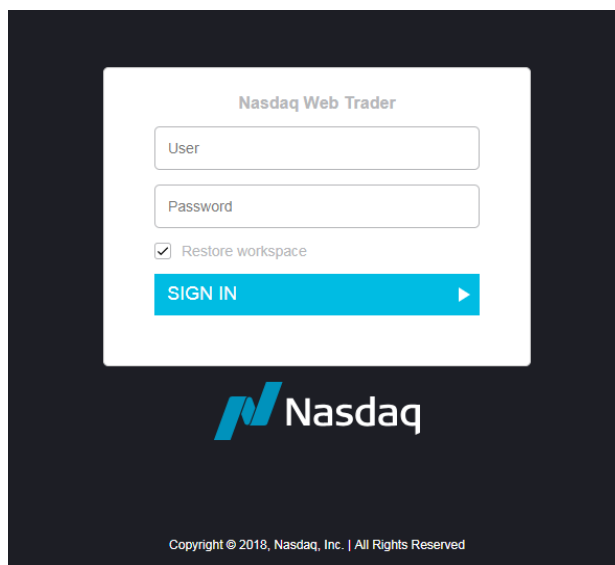 Nasdaq Web Trader
User
Password
Restore workspace
SIGN IN
Nasdaq
Copyright © 2018, Nasdaq, Inc. | All Rights Reserved